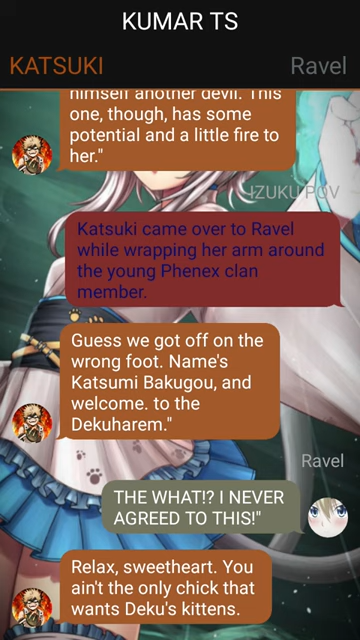 KUMAR TS
KATSUKI
Ravel
himself another devil. This
one, though, has some
potential and a little fire to
her."
IZUKU POV
Katsuki came over to Ravel
while wrapping her arm around
the young Phenex clan
member.
Guess we got off on the
wrong foot. Name's
Katsumi Bakugou, and
welcome. to the
Dekuharem."
Ravel
THE WHAT!? I NEVER
AGREED TO THIS!"
Relax, sweetheart. You
ain't the only chick that
wants Deku's kittens.